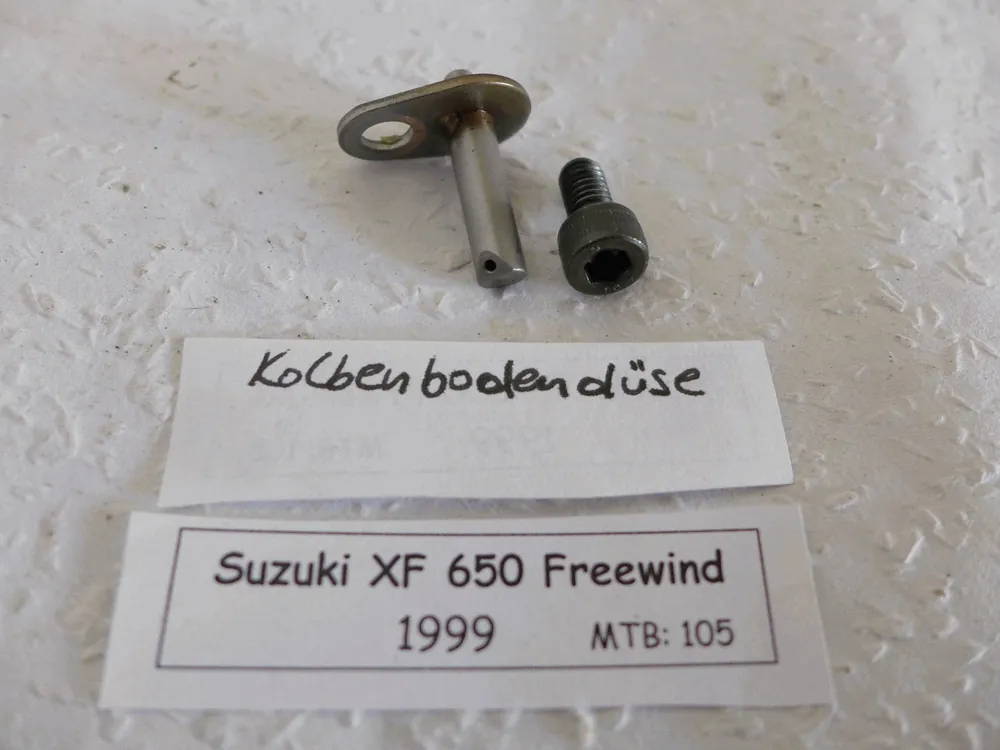 Kolbenbodendüse
Suzuki XF 650 Freewind
1999 MTB: 105